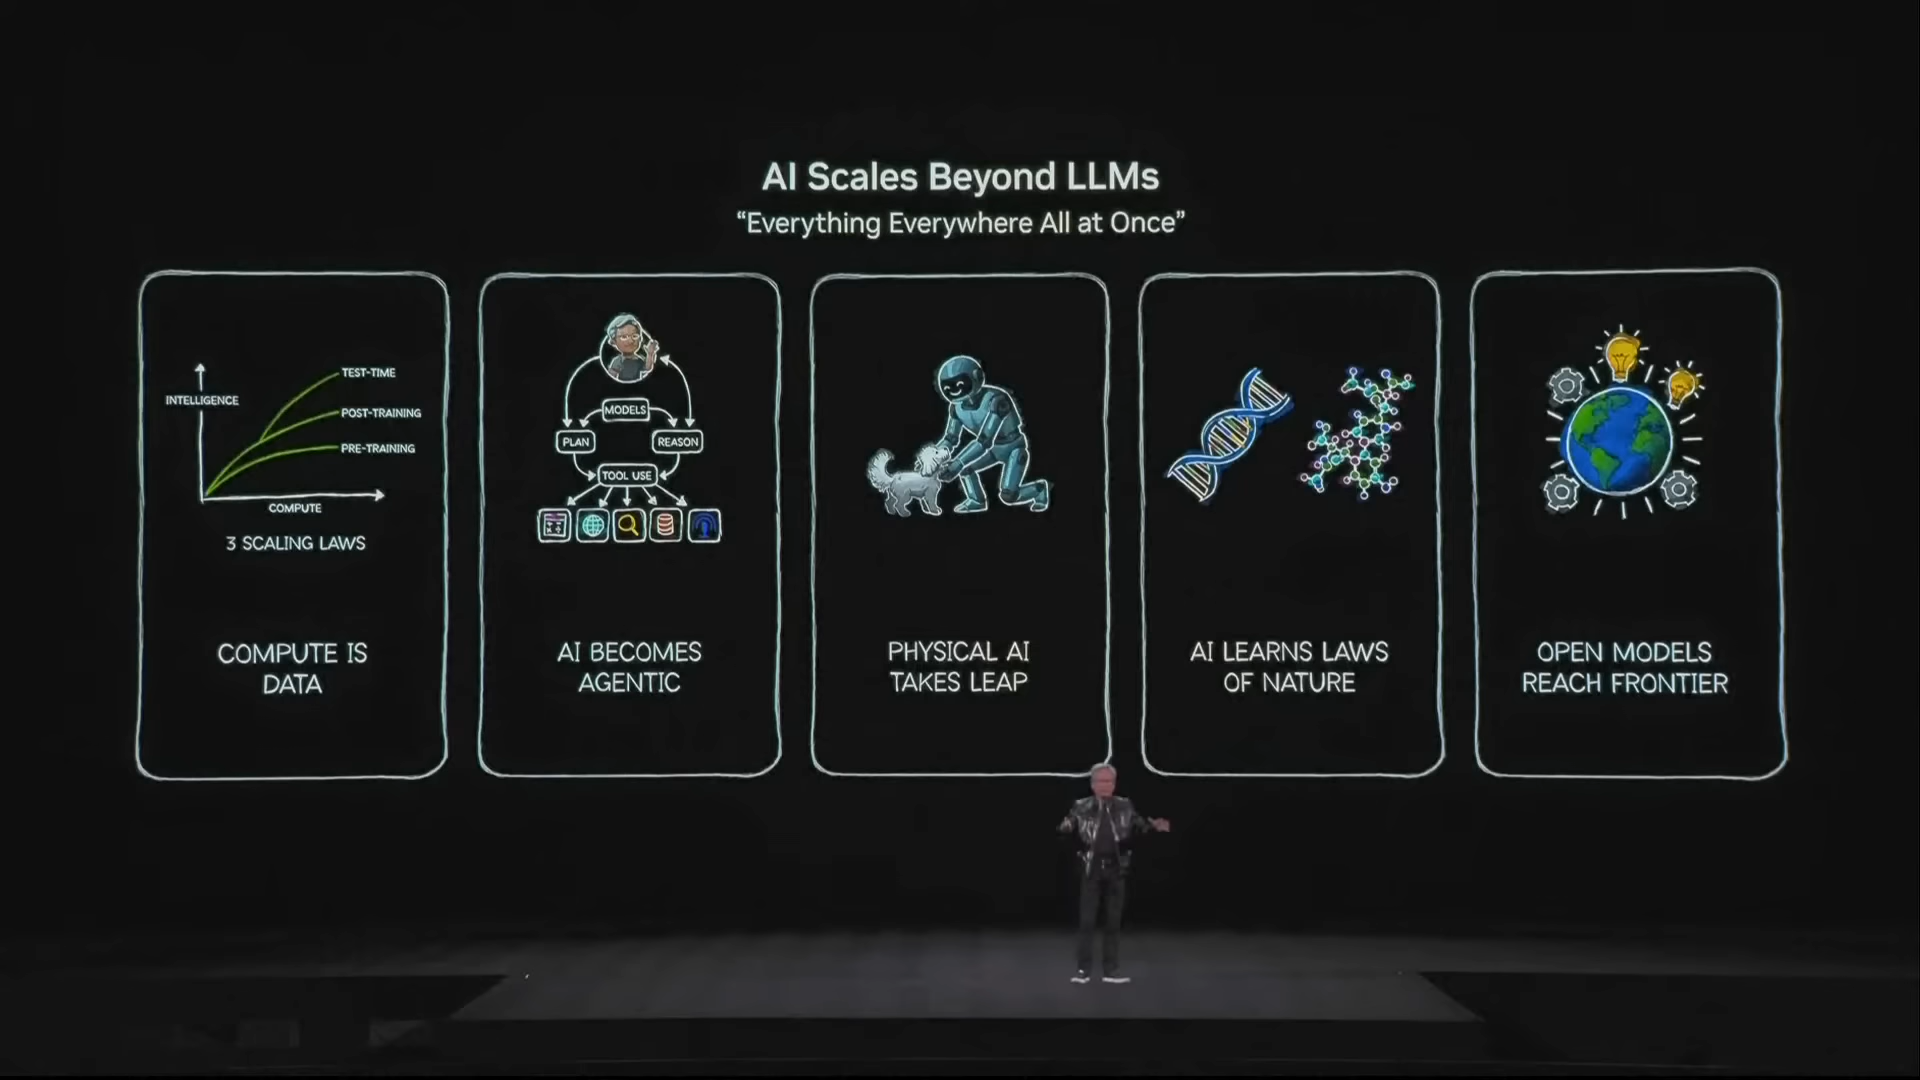 AI Scales Beyond LLMs
“Everything Everywhere All at Once”
INTELLIGENCE
TEST-TIME
POST-TRAINING
PRE-TRAINING
COMPUTE
3 SCALING LAWS
COMPUTE IS
DATA
MODELS
PLAN
REASON
TOOL USE
AI BECOMES
AGENTIC
PHYSICAL AI
TAKES LEAP
AI LEARNS LAWS
OF NATURE
OPEN MODELS
REACH FRONTIER